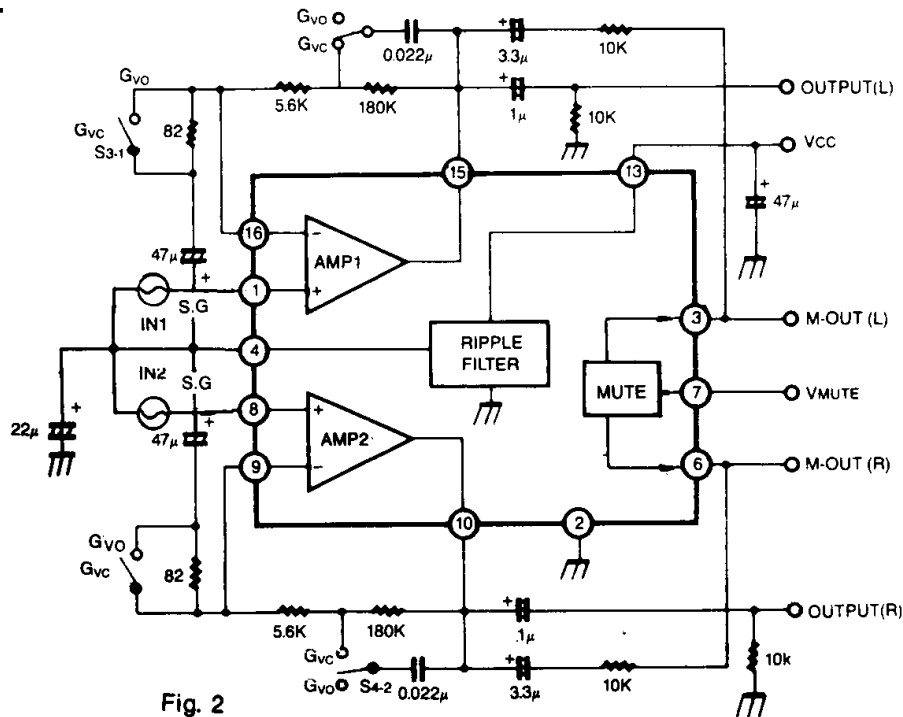 GVO
GVC
0.022μ
+
3.3μ
10K
GVO
5.6K
180K
+
1μ
10K
OUTPUT(L)
GVC
S3-1
82
VCC
+
47μ
15
13
47μ
+
16
−
AMP1
1
+
S.G
IN1
4
RIPPLE
FILTER
3
M-OUT (L)
IN2
S.G
MUTE
7
VMUTE
+
22μ
8
+
47μ
+
AMP2
9
−
6
M-OUT (R)
10
2
GVO
GVC
82
5.6K
180K
+
1μ
OUTPUT(R)
GVC
GVO
S4-2
0.022μ
+
3.3μ
10K
10k
Fig. 2